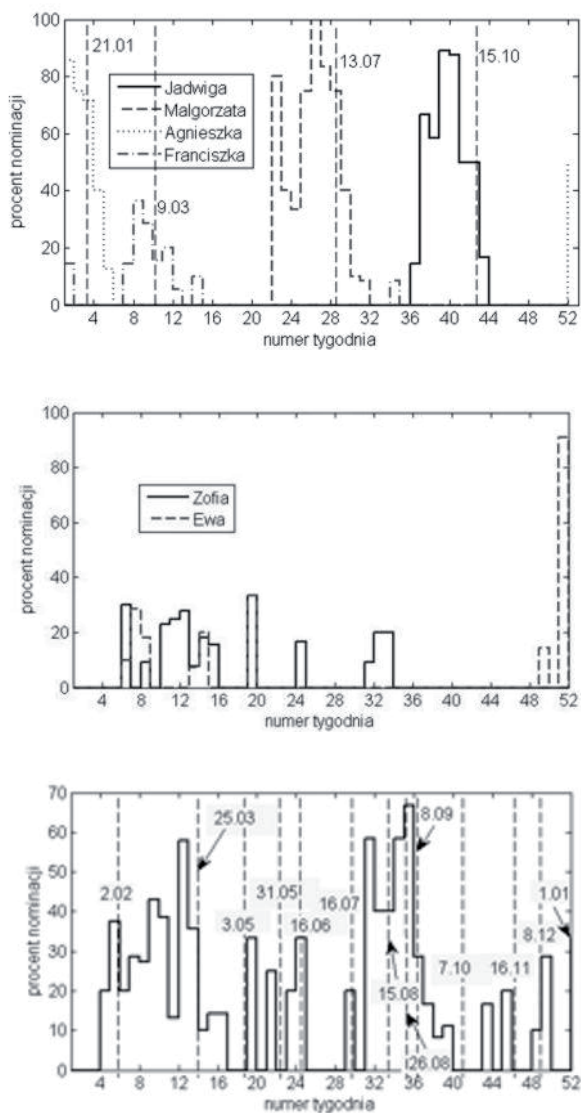 procent nominacji
100
80
60
40
20
0
21.01
13.07
15.10
9.03
Jadwiga
Malgorzata
Agnieszka
Franciszka
4 8 12 16 20 24 28 32 36 40 44 48 52
numer tygodnia
procent nominacji
100
80
60
40
20
0
Zofia
Ewa
4 8 12 16 20 24 28 32 36 40 44 48 52
numer tygodnia
procent nominacji
70
60
50
40
30
20
10
0
25.03
8.09
2.02
31.05
16.07
1.01
3.05
16.06
8.12
7.10
16.11
15.08
26.08
4 8 12 16 20 24 28 32 36 40 44 48 52
numer tygodnia